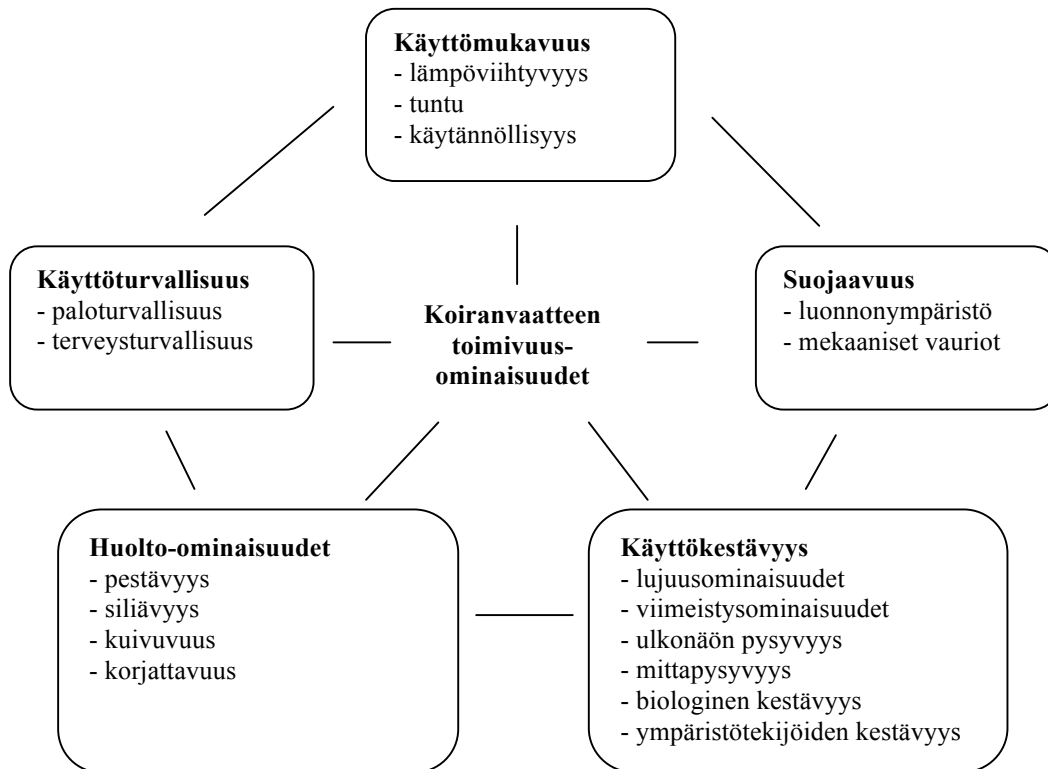 Käyttömukavuus
- lämpöviihtyvyys
- tuntu
- käytännöllisyys
Käyttöturvallisuus
- paloturvallisuus
- terveysturvallisuus
Koiranvaatteen
toimivuus-
ominaisuudet
Suojaavuus
- luonnonympäristö
- mekaaniset vauriot
Huolto-ominaisuudet
- pestävyys
- siliävyys
- kuivuvuus
- korjattavuus
Käyttökestävyys
- lujuusominaisuudet
- viimeistysominaisuudet
- ulkonäön pysyvyys
- mittapysyvyys
- biologinen kestävyys
- ympäristötekijöiden kestävyys